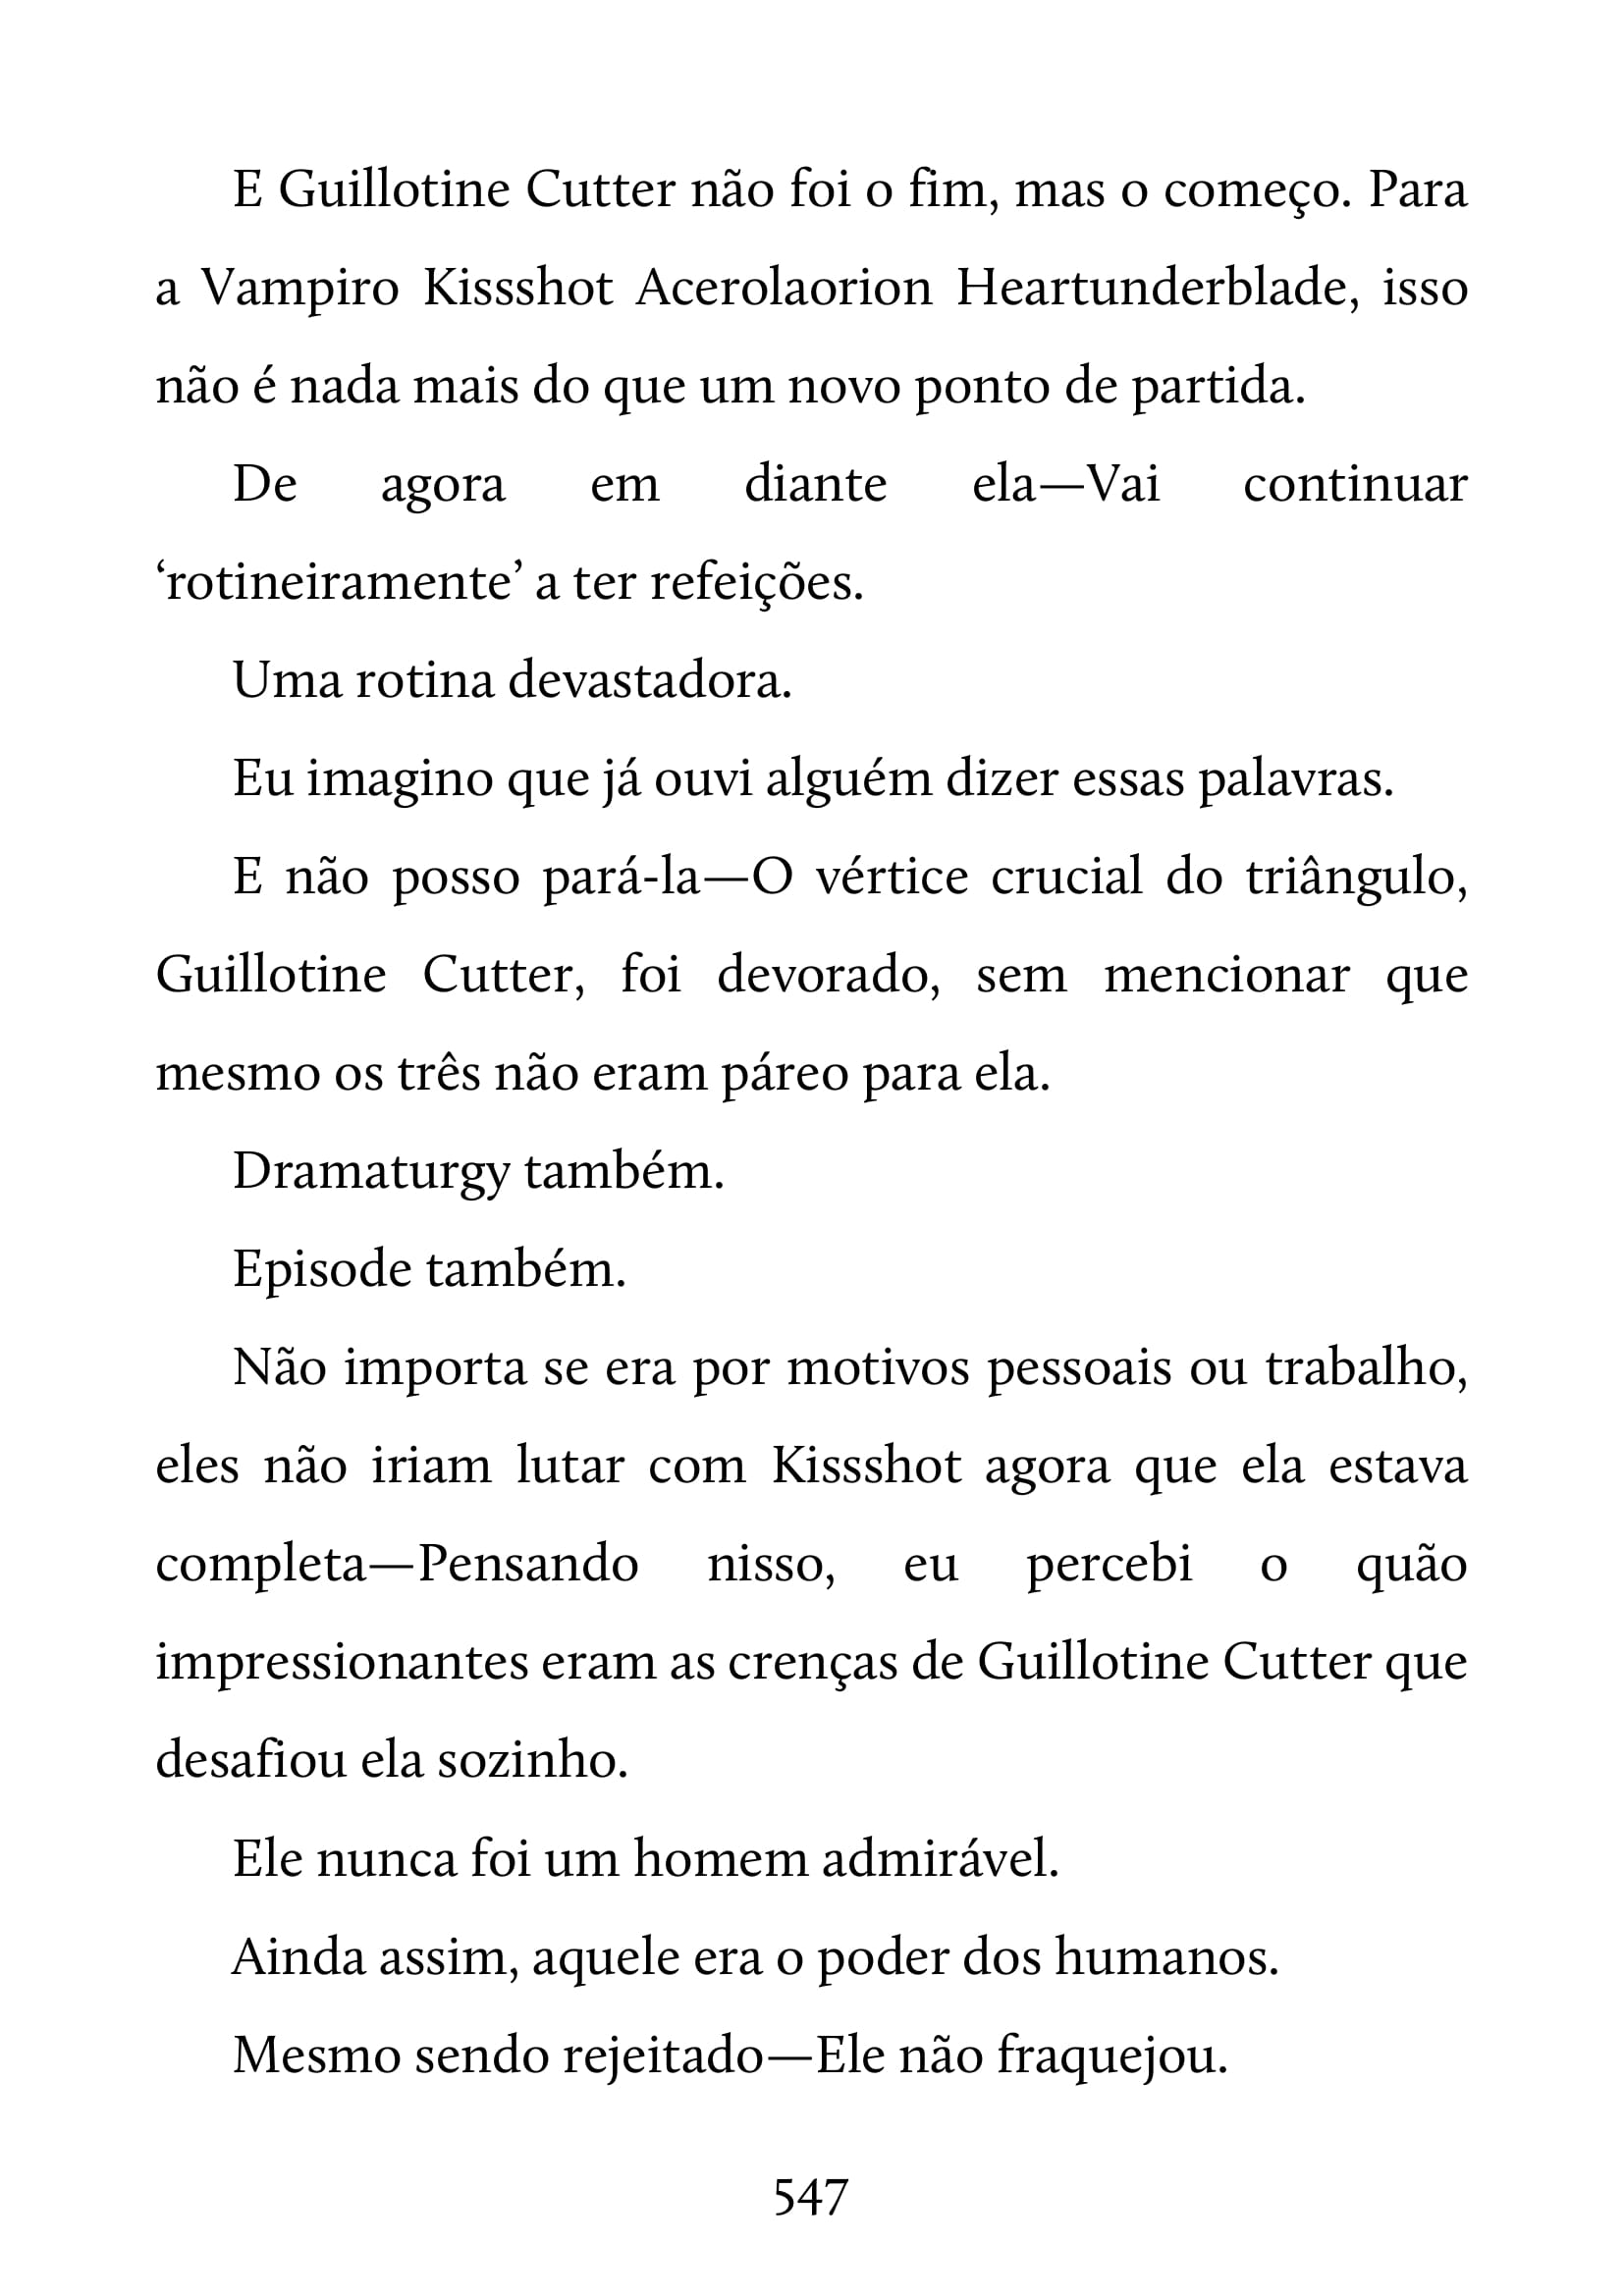 E Guillotine Cutter não foi o fim, mas o começo. Para
a Vampiro Kissshot Acerolaorion Heartunderblade, isso
não é nada mais do que um novo ponto de partida.
De agora em diante ela—Vai continuar
‘rotineiramente’ a ter refeições.
Uma rotina devastadora.
Eu imagino que já ouvi alguém dizer essas palavras.
E não posso pará-la—O vértice crucial do triângulo,
Guillotine Cutter, foi devorado, sem mencionar que
mesmo os três não eram páreo para ela.
Dramaturgy também.
Episode também.
Não importa se era por motivos pessoais ou trabalho,
eles não iriam lutar com Kissshot agora que ela estava
completa—Pensando nisso, eu percebi o quão
impressionantes eram as crenças de Guillotine Cutter que
desafiou ela sozinho.
Ele nunca foi um homem admirável.
Ainda assim, aquele era o poder dos humanos.
Mesmo sendo rejeitado—Ele não fraquejou.
547